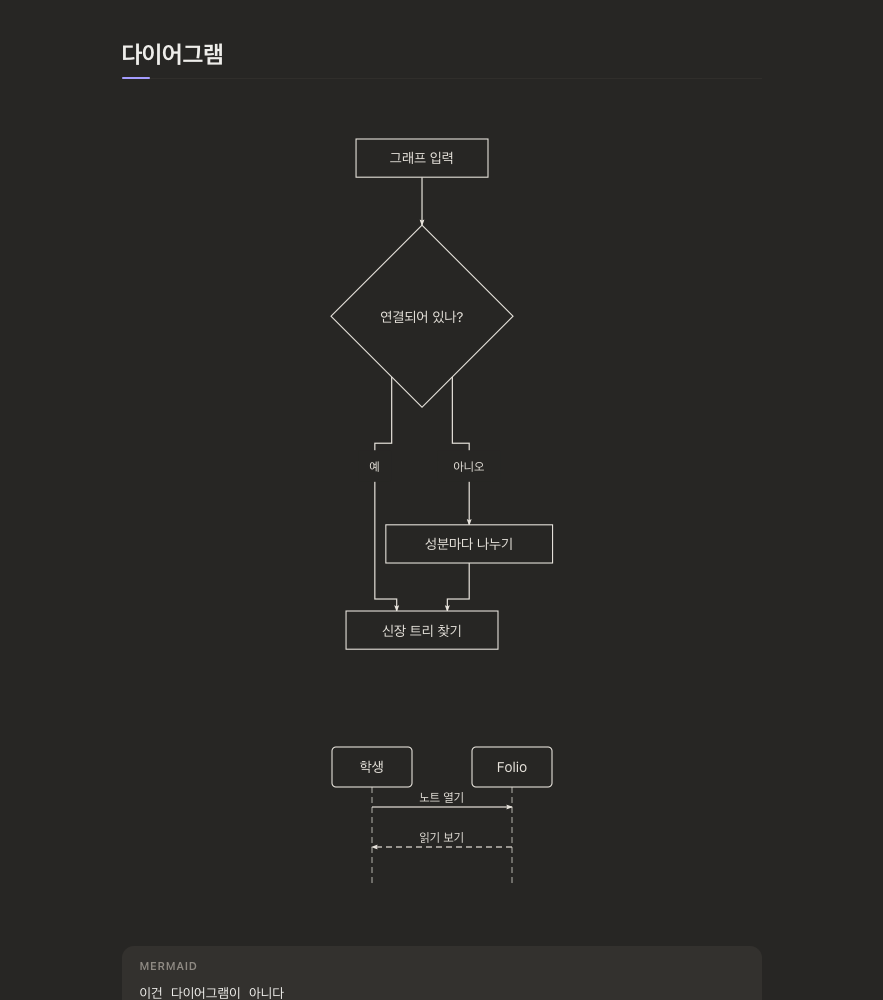 다이어그램
그래프 입력
연결되어 있나?
예
아니오
성분마다 나누기
신장 트리 찾기
학생
Folio
노트 열기
읽기 보기
MERMAID
이건 다이어그램이 아니다